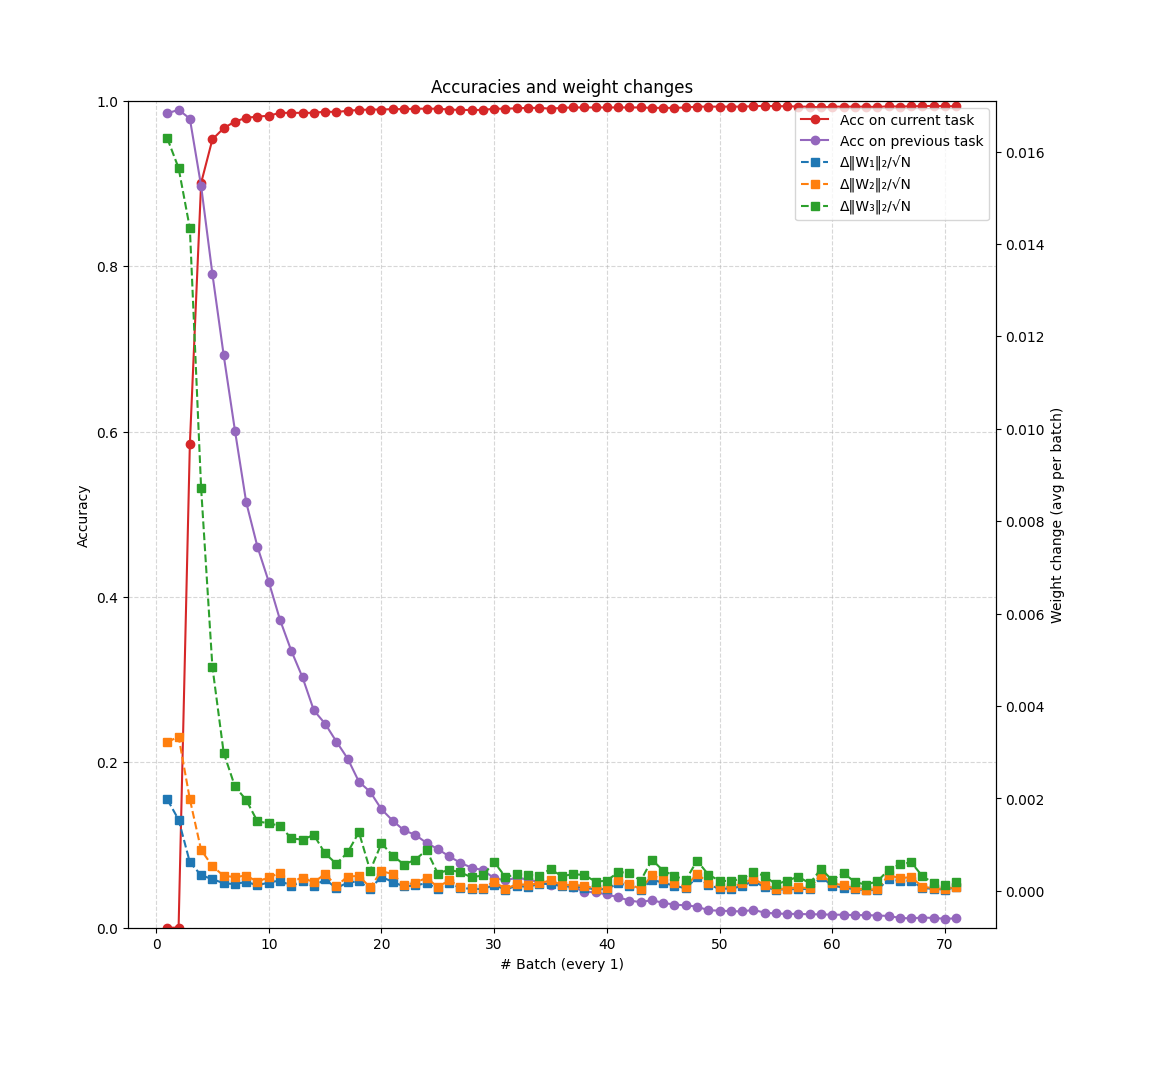 Accuracies and weight changes
1.0
0.8
0.6
0.4
0.2
0.0
Accuracy
0
10
20
30
40
50
60
70
# Batch (every 1)
0.016
0.014
0.012
0.010
0.008
0.006
0.004
0.002
0.000
Weight change (avg per batch)
Acc on current task
Acc on previous task
Δ‖W₁‖₂/√N
Δ‖W₂‖₂/√N
Δ‖W₃‖₂/√N